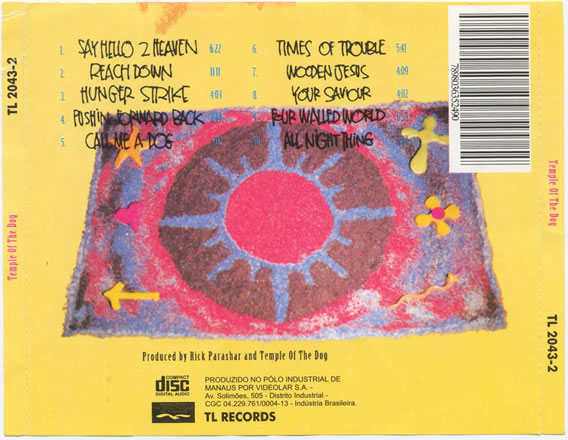 TL 2043-2
Temple Of The Dog
1. SAY HELLO 2 HEAVEN 6:22
2. REACH DOWN 11:11
3. HUNGER STRIKE 4:03
4. PUSHIN FORWARD BACK
5. CALL ME A DOG
6. TIMES OF TROUBLE 5:41
7. WOODEN JESUS 4:09
8. YOUR SAVIOUR 4:02
FOUR WALLED WORLD
ALL NIGHT THING
7898036352490
Produced by Rick Parashar and Temple Of The Dog
COMPACT
disc
DIGITAL AUDIO
PRODUZIDO NO PÓLO INDUSTRIAL DE
MANAUS POR VIDEOLAR S.A. -
Av. Solimões, 505 - Distrito Industrial -
CGC 04.229.761/0004-13 - Indústria Brasileira.
TL RECORDS
Temple Of The Dog
TL 2043-2